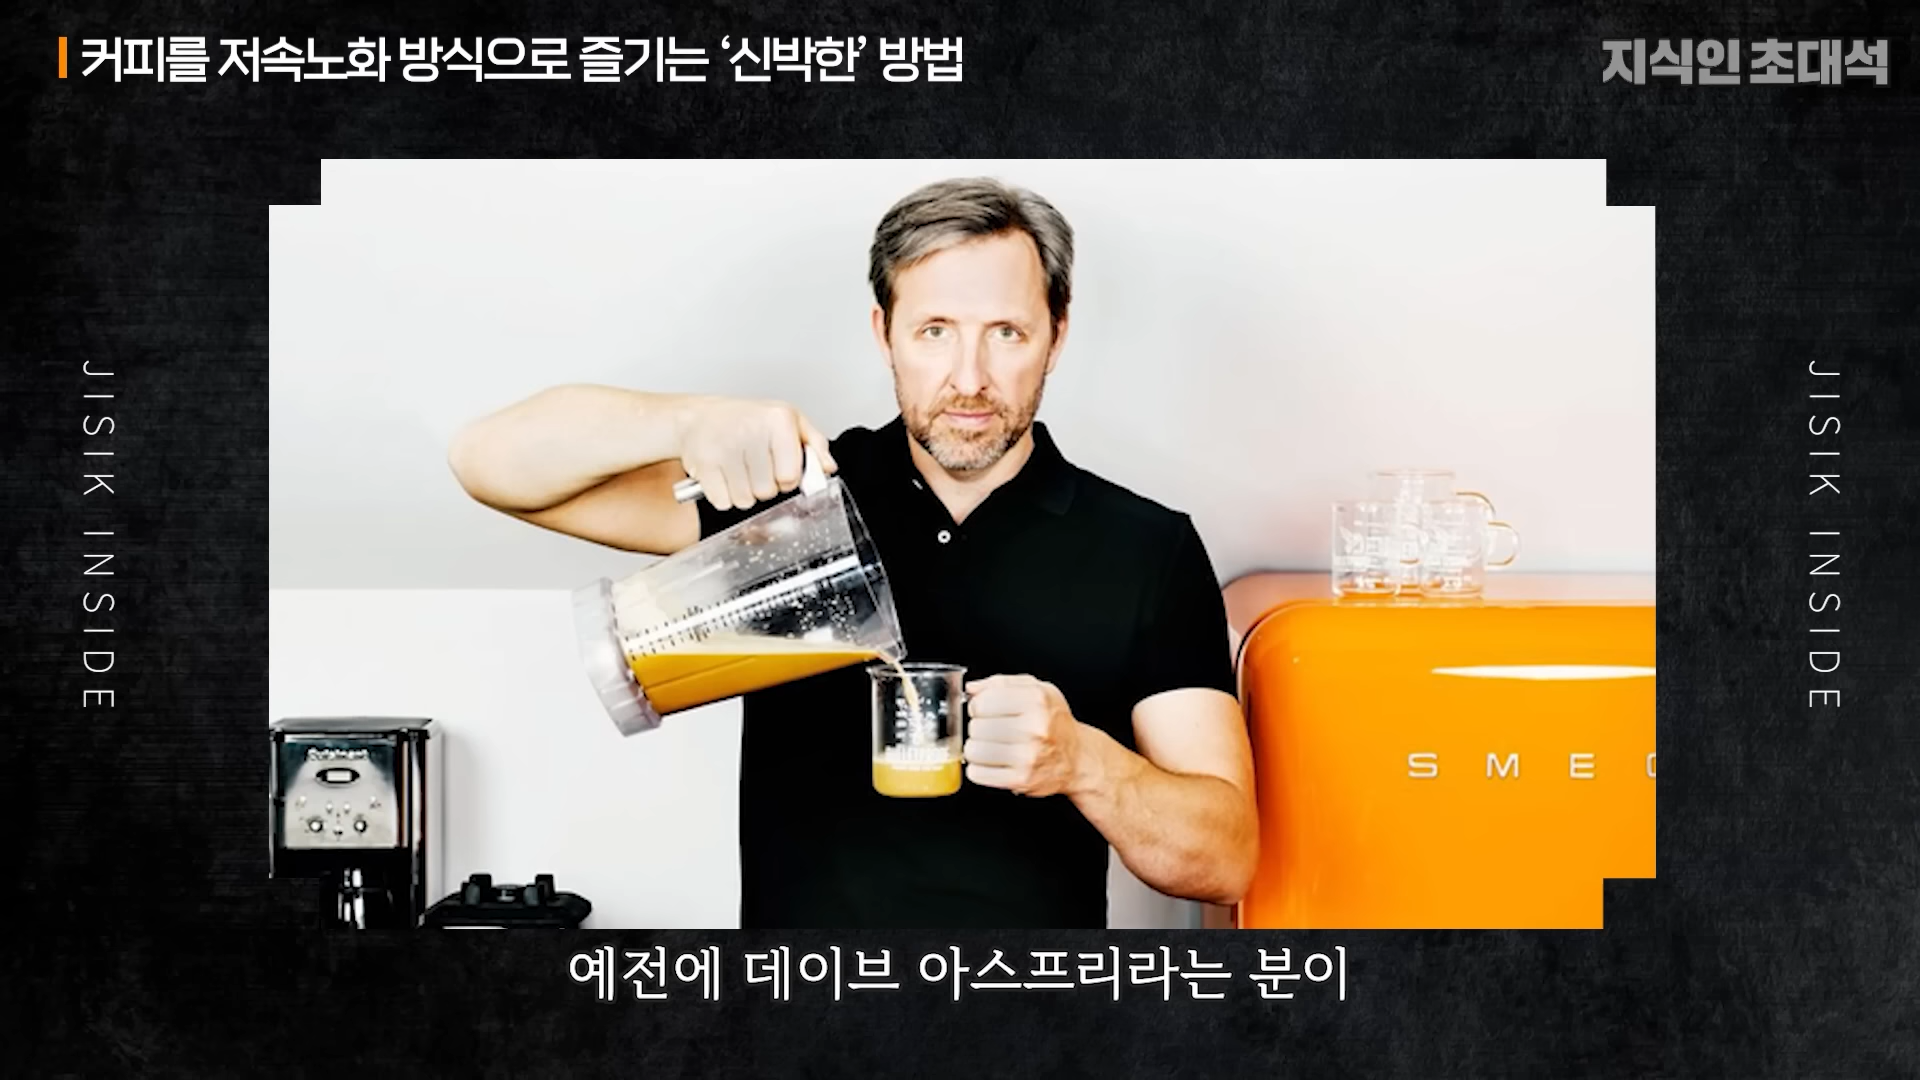 커피를 저속노화 방식으로 즐기는 ‘신박한’ 방법
지식인 초대석
JISIK INSIDE
JISIK INSIDE
SME
예전에 데이브 아스프리라는 분이